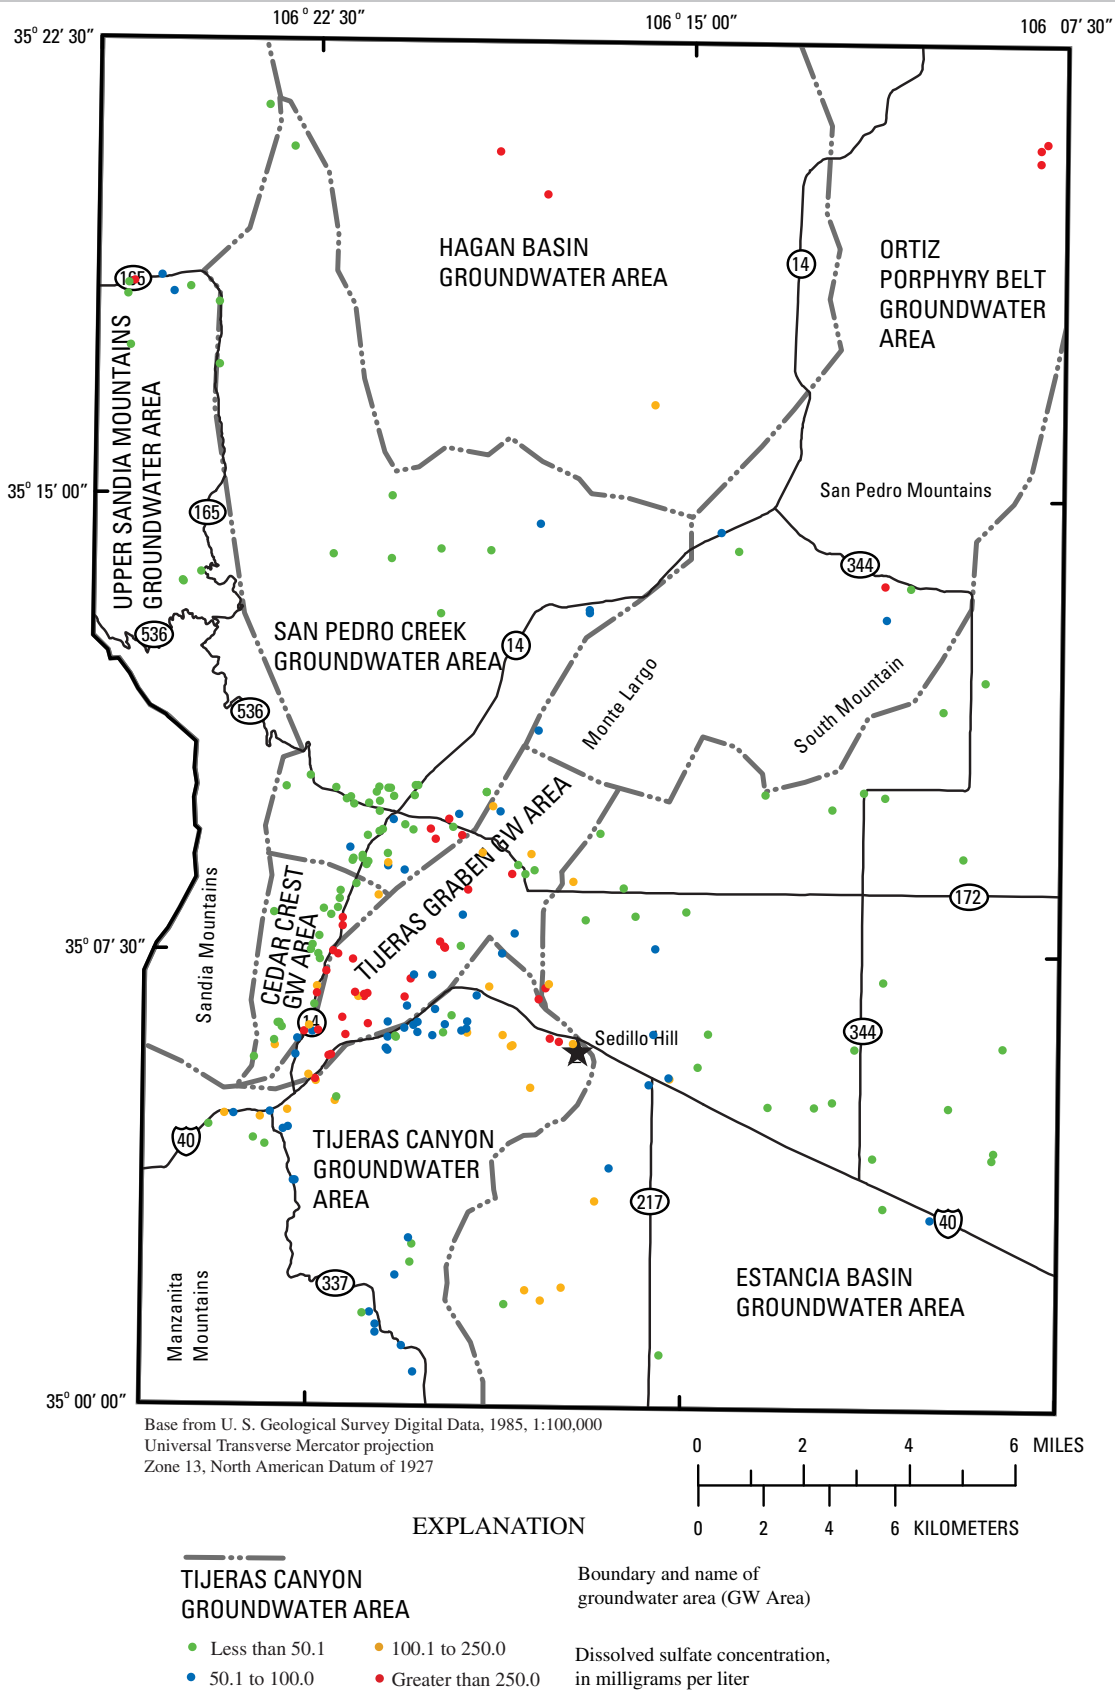 106° 22' 30"
106° 15' 00"
106 07' 30"
35° 22' 30"
HAGAN BASIN
GROUNDWATER AREA
ORTIZ
PORPHYRY BELT
GROUNDWATER
AREA
14
165
UPPER SANDIA MOUNTAINS
GROUNDWATER AREA
35° 15' 00"
San Pedro Mountains
165
344
536
SAN PEDRO CREEK
GROUNDWATER AREA
14
Monte Largo
South Mountain
536
TIJERAS GRABEN GW AREA
172
CEDAR CREST
GW AREA
Sandia Mountains
35° 07' 30"
14
Sedillo Hill
344
40
TIJERAS CANYON
GROUNDWATER
AREA
217
40
337
ESTANCIA BASIN
GROUNDWATER AREA
Manzanita
Mountains
35° 00' 00"
Base from U. S. Geological Survey Digital Data, 1985, 1:100,000
Universal Transverse Mercator projection
Zone 13, North American Datum of 1927
0 2 4 6 MILES
0 2 4 6 KILOMETERS
EXPLANATION
TIJERAS CANYON
GROUNDWATER AREA
Boundary and name of
groundwater area (GW Area)
Less than 50.1
100.1 to 250.0
50.1 to 100.0
Greater than 250.0
Dissolved sulfate concentration,
in milligrams per liter